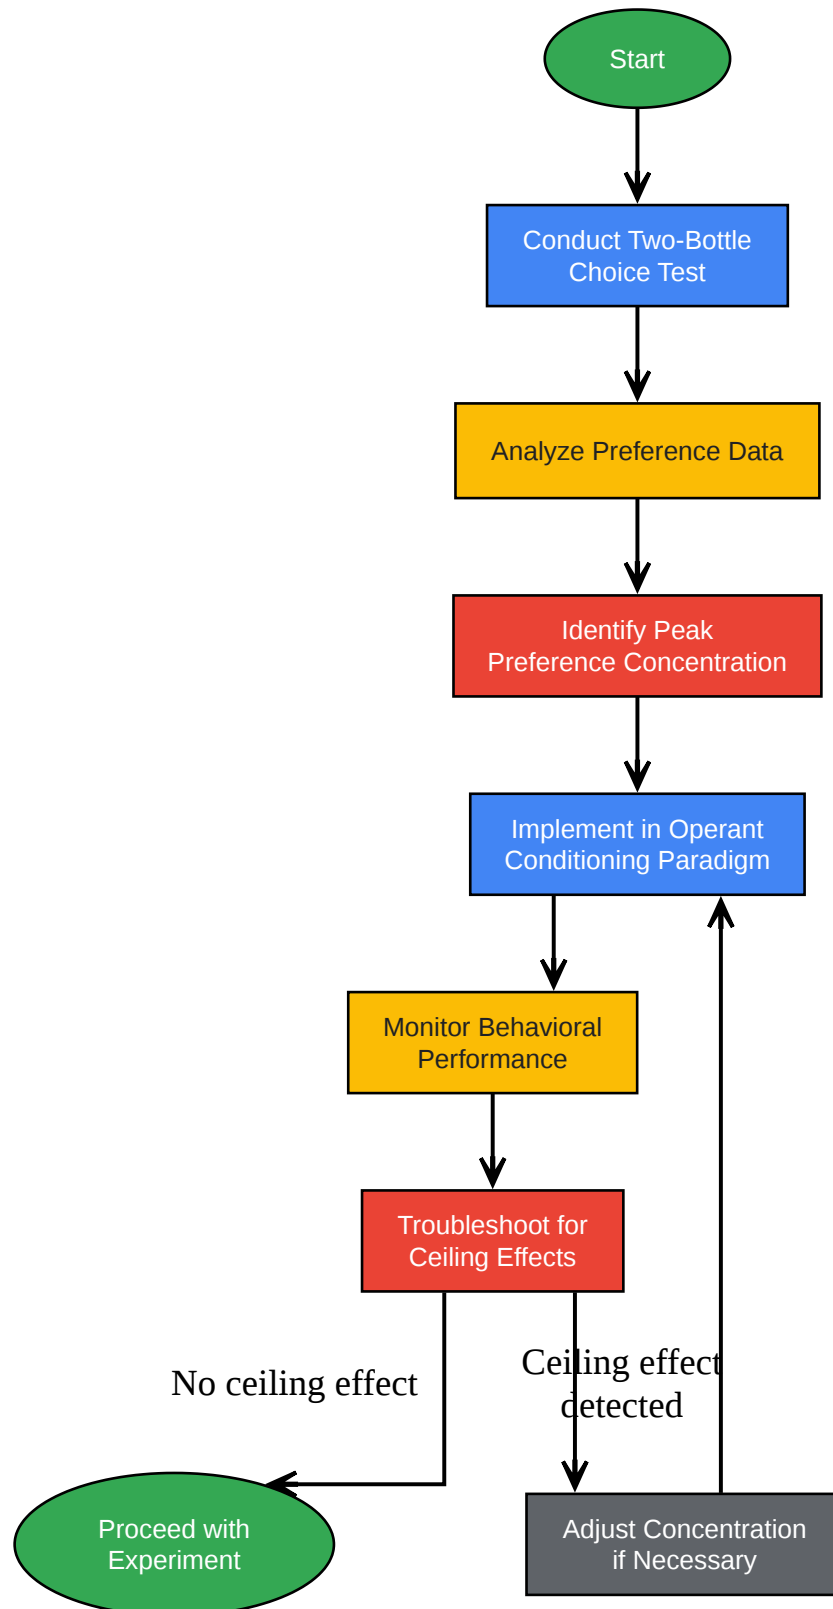 Start
Conduct Two-Bottle
Choice Test
Analyze Preference Data
Identify Peak
Preference Concentration
Implement in Operant
Conditioning Paradigm
Monitor Behavioral
Performance
Troubleshoot for
Ceiling Effects
No ceiling effect
Ceiling effect
detected
Proceed with
Experiment
Adjust Concentration
if Necessary